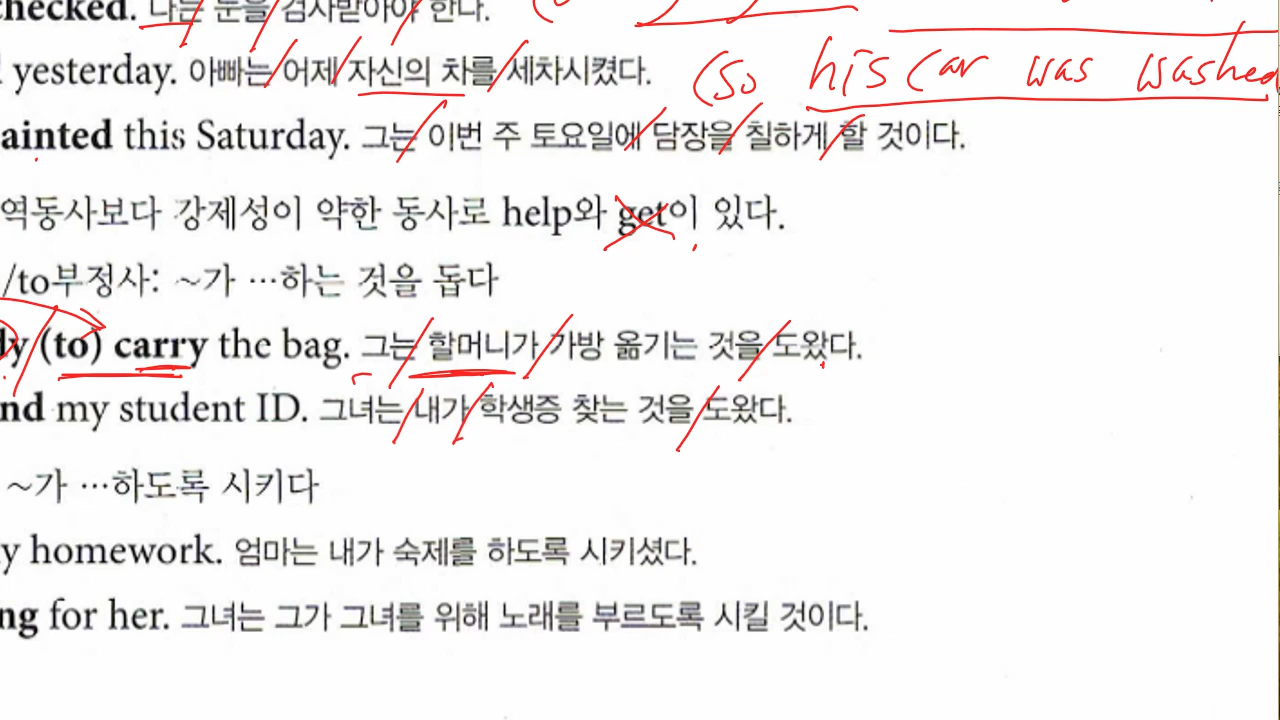 checked. 나는 눈을 검사받아야 한다.
yesterday. 아빠는 어제 자신의 차를 세차시켰다. (so his car was washed
ainted this Saturday. 그는 이번 주 토요일에 담장을 칠하게 할 것이다.
역동사보다 강제성이 약한 동사로 help와 get이 있다.
/to부정사: ~가 …하는 것을 돕다
dy (to) carry the bag. 그는 할머니가 가방 옮기는 것을 도왔다.
nd my student ID. 그녀는 내가 학생증 찾는 것을 도왔다.
~가 …하도록 시키다
y homework. 엄마는 내가 숙제를 하도록 시키셨다.
ng for her. 그녀는 그가 그녀를 위해 노래를 부르도록 시킬 것이다.